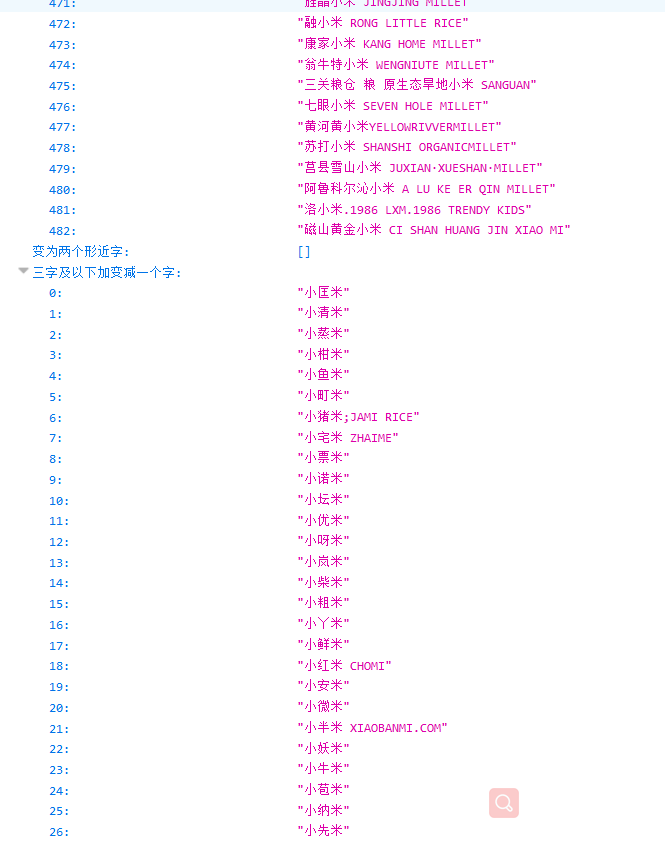 471: "胜晶小米 JINGJING MILLET"
472: "融小米 RONG LITTLE RICE"
473: "康家小米 KANG HOME MILLET"
474: "翁牛特小米 WENGNIUTE MILLET"
475: "三关粮仓 粮 原生态旱地小米 SANGUAN"
476: "七眼小米 SEVEN HOLE MILLET"
477: "黄河黄小米YELLOWRIVVERMILLET"
478: "苏打小米 SHANSHI ORGANICMILLET"
479: "莒县雪山小米 JUXIAN·XUESHAN·MILLET"
480: "阿鲁科尔沁小米 A LU KE ER QIN MILLET"
481: "洛小米.1986 LXM.1986 TRENDY KIDS"
482: "磁山黄金小米 CI SHAN HUANG JIN XIAO MI"
变为两个形近字: []
三字及以下加变减一个字:
0: "小匡米"
1: "小清米"
2: "小蒸米"
3: "小柑米"
4: "小鱼米"
5: "小町米"
6: "小猪米;JAMI RICE"
7: "小宅米 ZHAIME"
8: "小票米"
9: "小诺米"
10: "小坛米"
11: "小优米"
12: "小呀米"
13: "小岚米"
14: "小柴米"
15: "小粗米"
16: "小丫米"
17: "小鲜米"
18: "小红米 CHOMI"
19: "小安米"
20: "小微米"
21: "小半米 XIAOBANMI.COM"
22: "小妖米"
23: "小牛米"
24: "小苞米"
25: "小纳米"
26: "小先米"